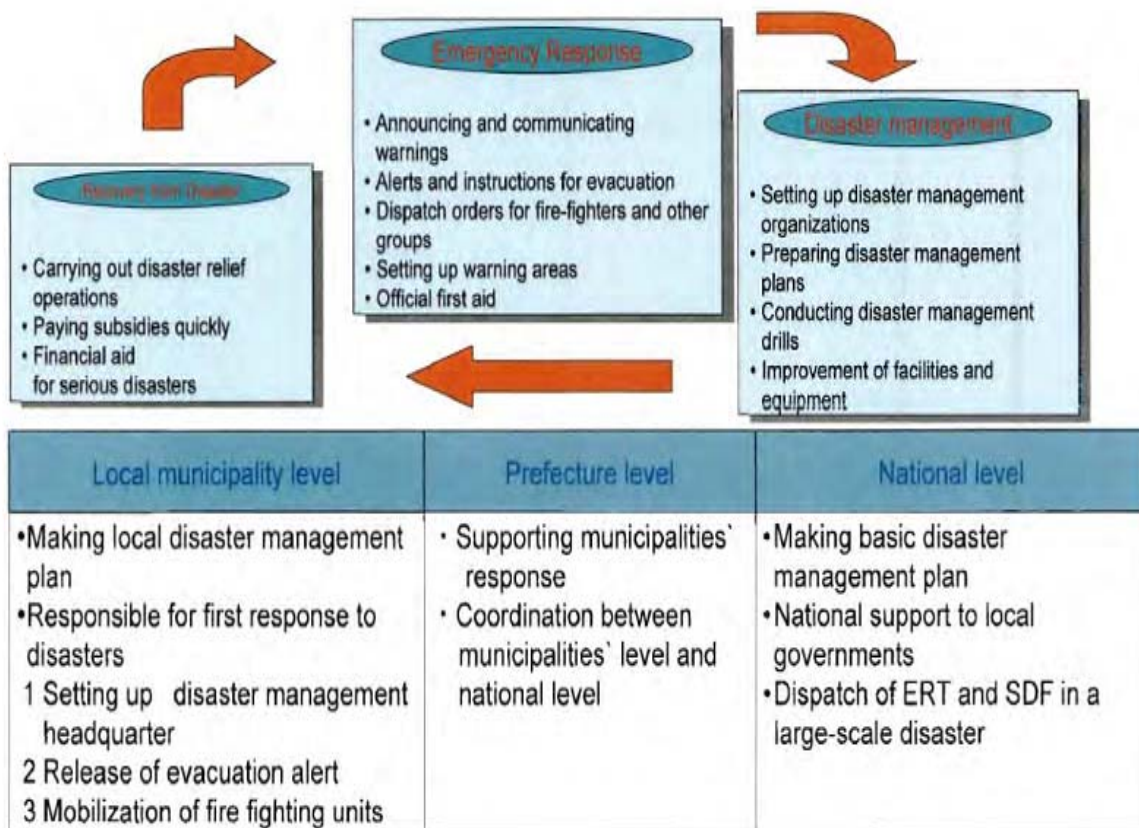 Emergency Response
• Announcing and communicating
warnings
• Alerts and instructions for evacuation
• Dispatch orders for fire-fighters and other
groups
• Setting up warning areas
• Official first aid
Disaster management
• Setting up disaster management
organizations
• Preparing disaster management
plans
• Conducting disaster management
drills
• Improvement of facilities and
equipment
Recovery from Disaster
• Carrying out disaster relief
operations
• Paying subsidies quickly
• Financial aid
for serious disasters
Local municipality level
•Making local disaster management
plan
•Responsible for first response to
disasters
1 Setting up disaster management
headquarter
2 Release of evacuation alert
3 Mobilization of fire fighting units
Prefecture level
・ Supporting municipalities`
response
・ Coordination between
municipalities` level and
national level
National level
•Making basic disaster
management plan
•National support to local
governments
•Dispatch of ERT and SDF in a
large-scale disaster